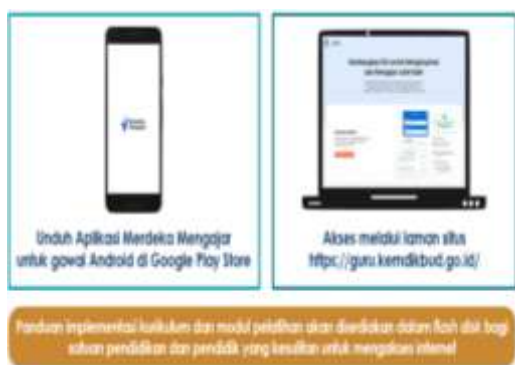 Unduh Aplikasi Merdeka Mengajar
untuk gawai Android di Google Play Store
Akses melalui laman situs
https://guru.kemdikbud.go.id/
Panduan implementasi kurikulum dan modul pelatihan akan disediakan dalam flash disk bagi
satuan pendidikan dan pendidik yang kesulitan untuk mengakses internet